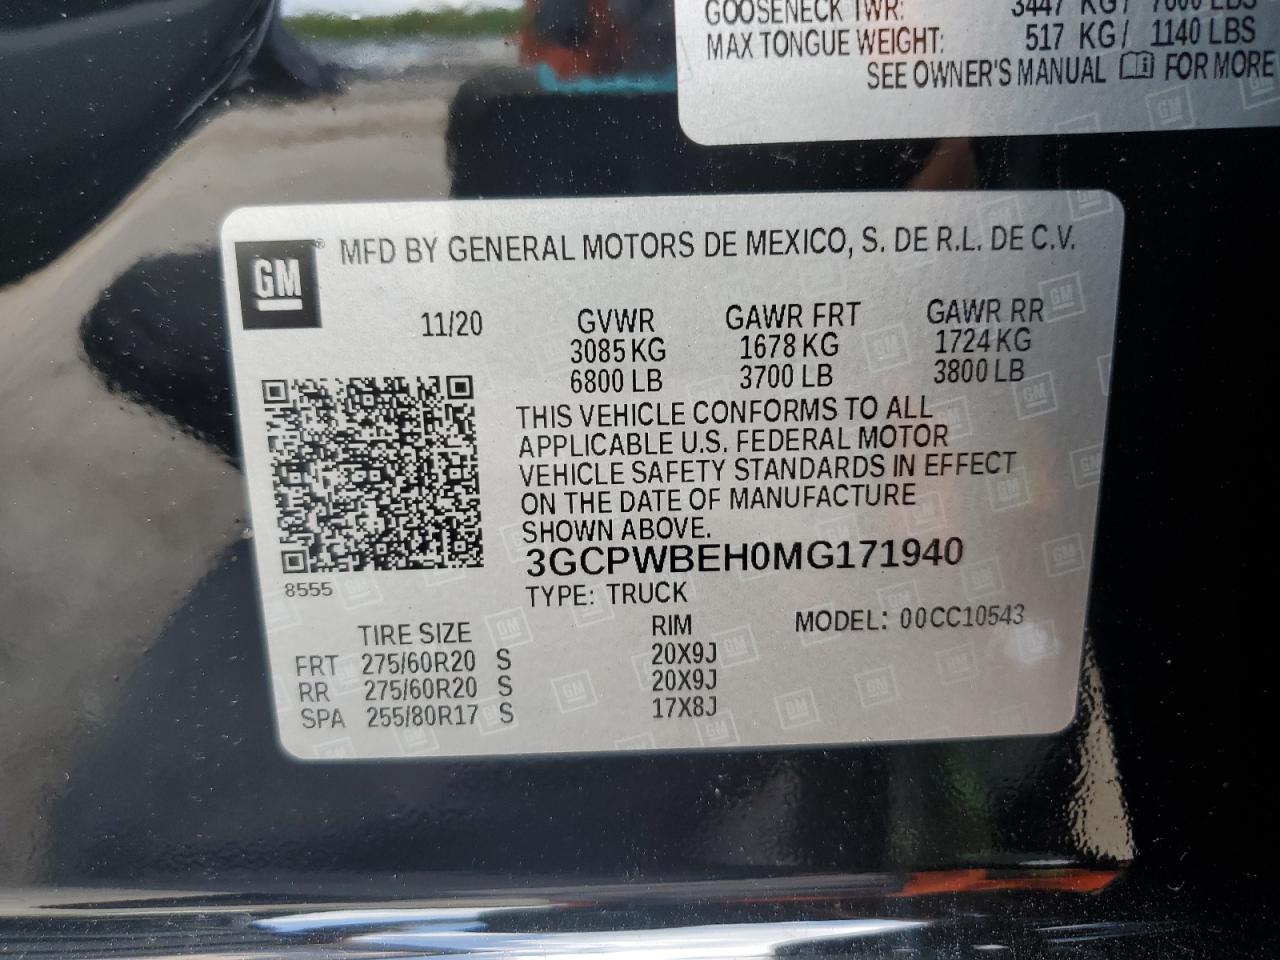 GOOSENECK TWR: 3447 KG/ 7600 LBS
MAX TONGUE WEIGHT: 517 KG/ 1140 LBS
SEE OWNER'S MANUAL FOR MORE
GM ® MFD BY GENERAL MOTORS DE MEXICO, S. DE R.L. DE C.V.
11/20 GVWR GAWR FRT GAWR RR
3085 KG 1678 KG 1724 KG
6800 LB 3700 LB 3800 LB
THIS VEHICLE CONFORMS TO ALL
APPLICABLE U.S. FEDERAL MOTOR
VEHICLE SAFETY STANDARDS IN EFFECT
ON THE DATE OF MANUFACTURE
SHOWN ABOVE.
8555
3GCPWBEH0MG171940
TYPE: TRUCK
MODEL: 00CC10543
TIRE SIZE RIM
FRT 275/60R20 S 20X9J
RR 275/60R20 S 20X9J
SPA 255/80R17 S 17X8J